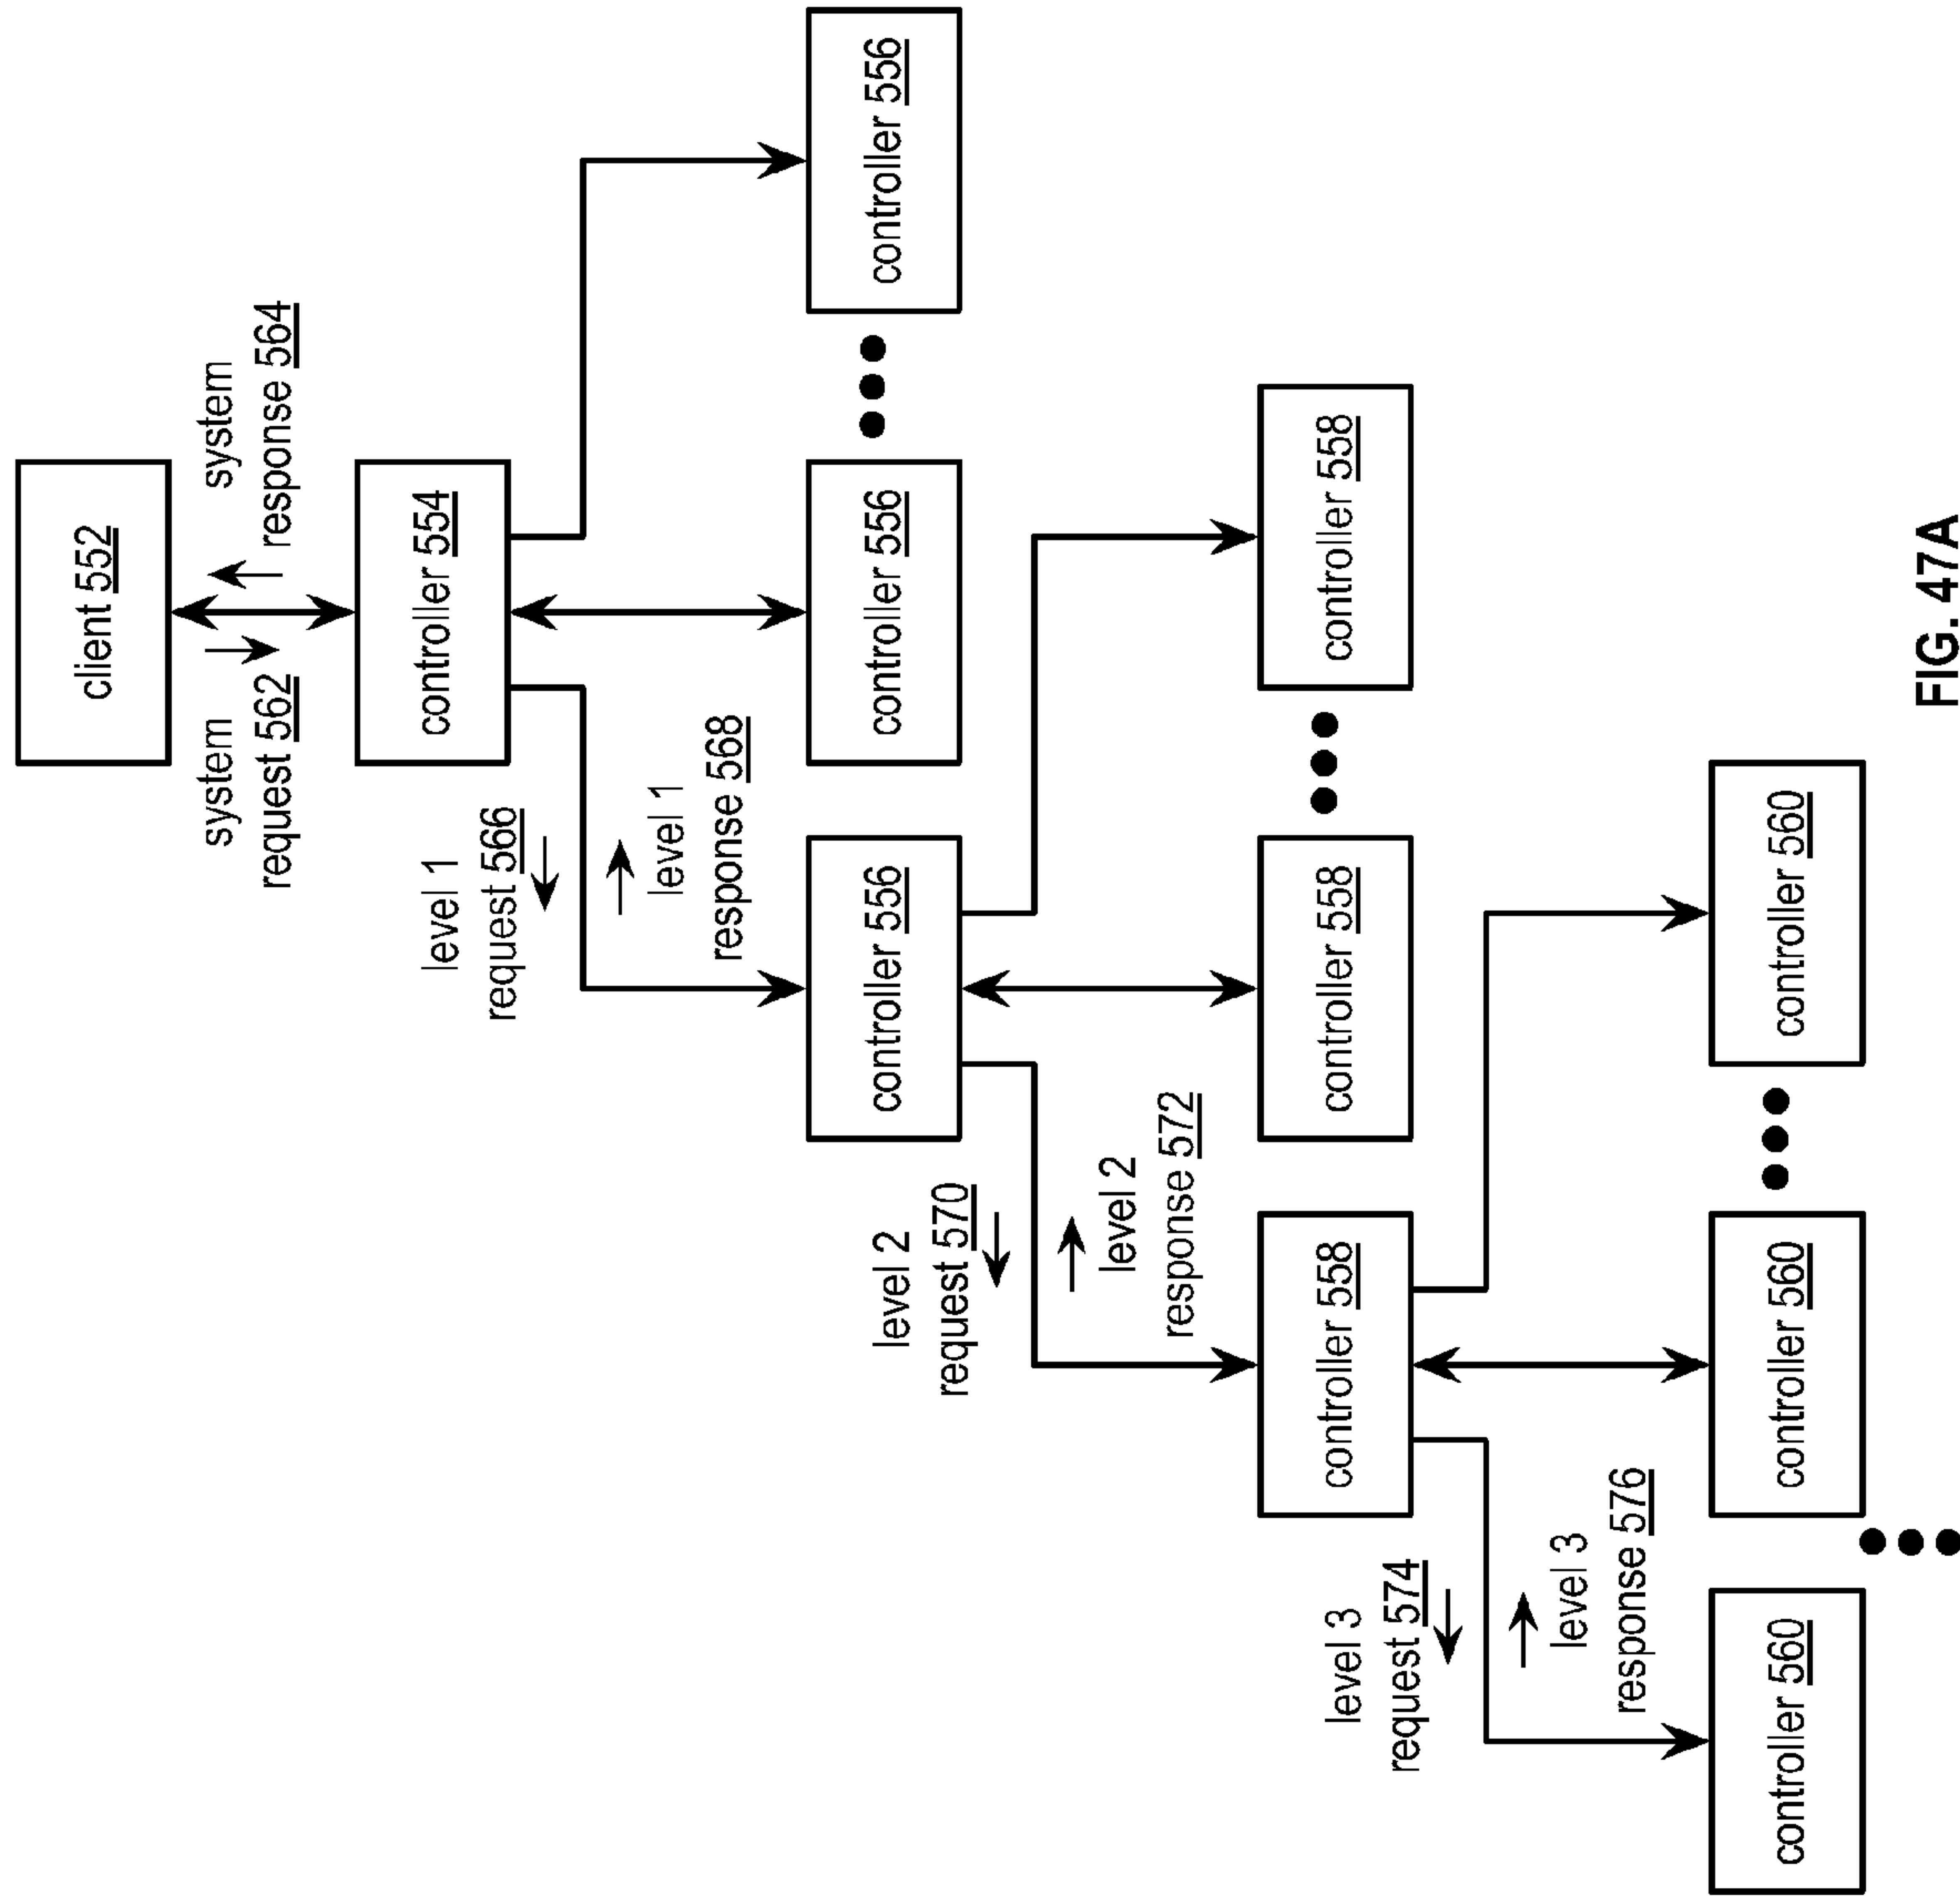 client 552
system
request 562
system
response 564
controller 554
level 1
request 566
level 1
response 568
controller 556
controller 556
controller 556
level 2
request 570
level 2
response 572
controller 558
controller 558
controller 558
level 3
request 574
level 3
response 576
controller 560
controller 560
controller 560
FIG. 47A